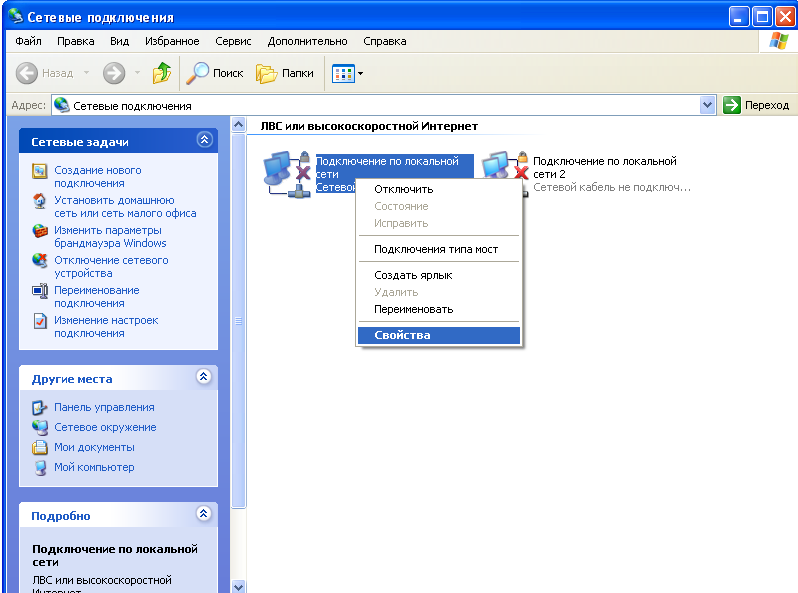 Сетевые подключения
Файл Правка Вид Избранное Сервис Дополнительно Справка
Назад Поиск Папки
Адрес: Сетевые подключения Переход
Сетевые задачи
Создание нового
подключения
Установить домашнюю
сеть или сеть малого офиса
Изменить параметры
брандмауэра Windows
Отключение сетевого
устройства
Переименование
подключения
Изменение настроек
подключения
Другие места
Панель управления
Сетевое окружение
Мои документы
Мой компьютер
Подробно
Подключение по локальной
сети
ЛВС или высокоскоростной
Интернет
ЛВС или высокоскоростной Интернет
Подключение по локальной
сети
Подключение по локальной
сети 2
Сетевой кабель не подключ...
Отключить
Состояние
Исправить
Подключения типа мост
Создать ярлык
Удалить
Переименовать
Свойства